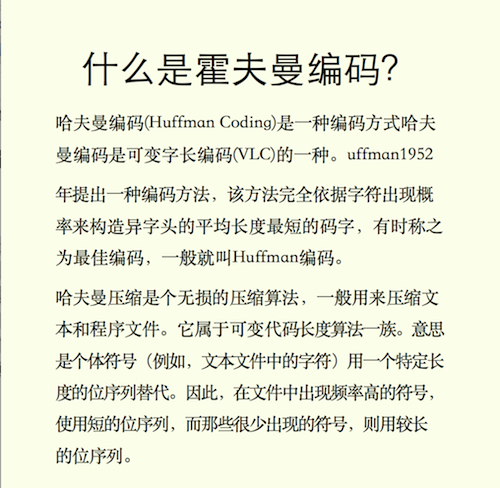 什么是霍夫曼编码？
哈夫曼编码(Huffman Coding)是一种编码方式哈夫
曼编码是可变字长编码(VLC)的一种。uffman1952
年提出一种编码方法，该方法完全依据字符出现概
率来构造异字头的平均长度最短的码字，有时称之
为最佳编码，一般就叫Huffman编码。
哈夫曼压缩是个无损的压缩算法，一般用来压缩文
本和程序文件。它属于可变代码长度算法一族。意思
是个体符号（例如，文本文件中的字符）用一个特定长
度的位序列替代。因此，在文件中出现频率高的符号，
使用短的位序列，而那些很少出现的符号，则用较长
的位序列。